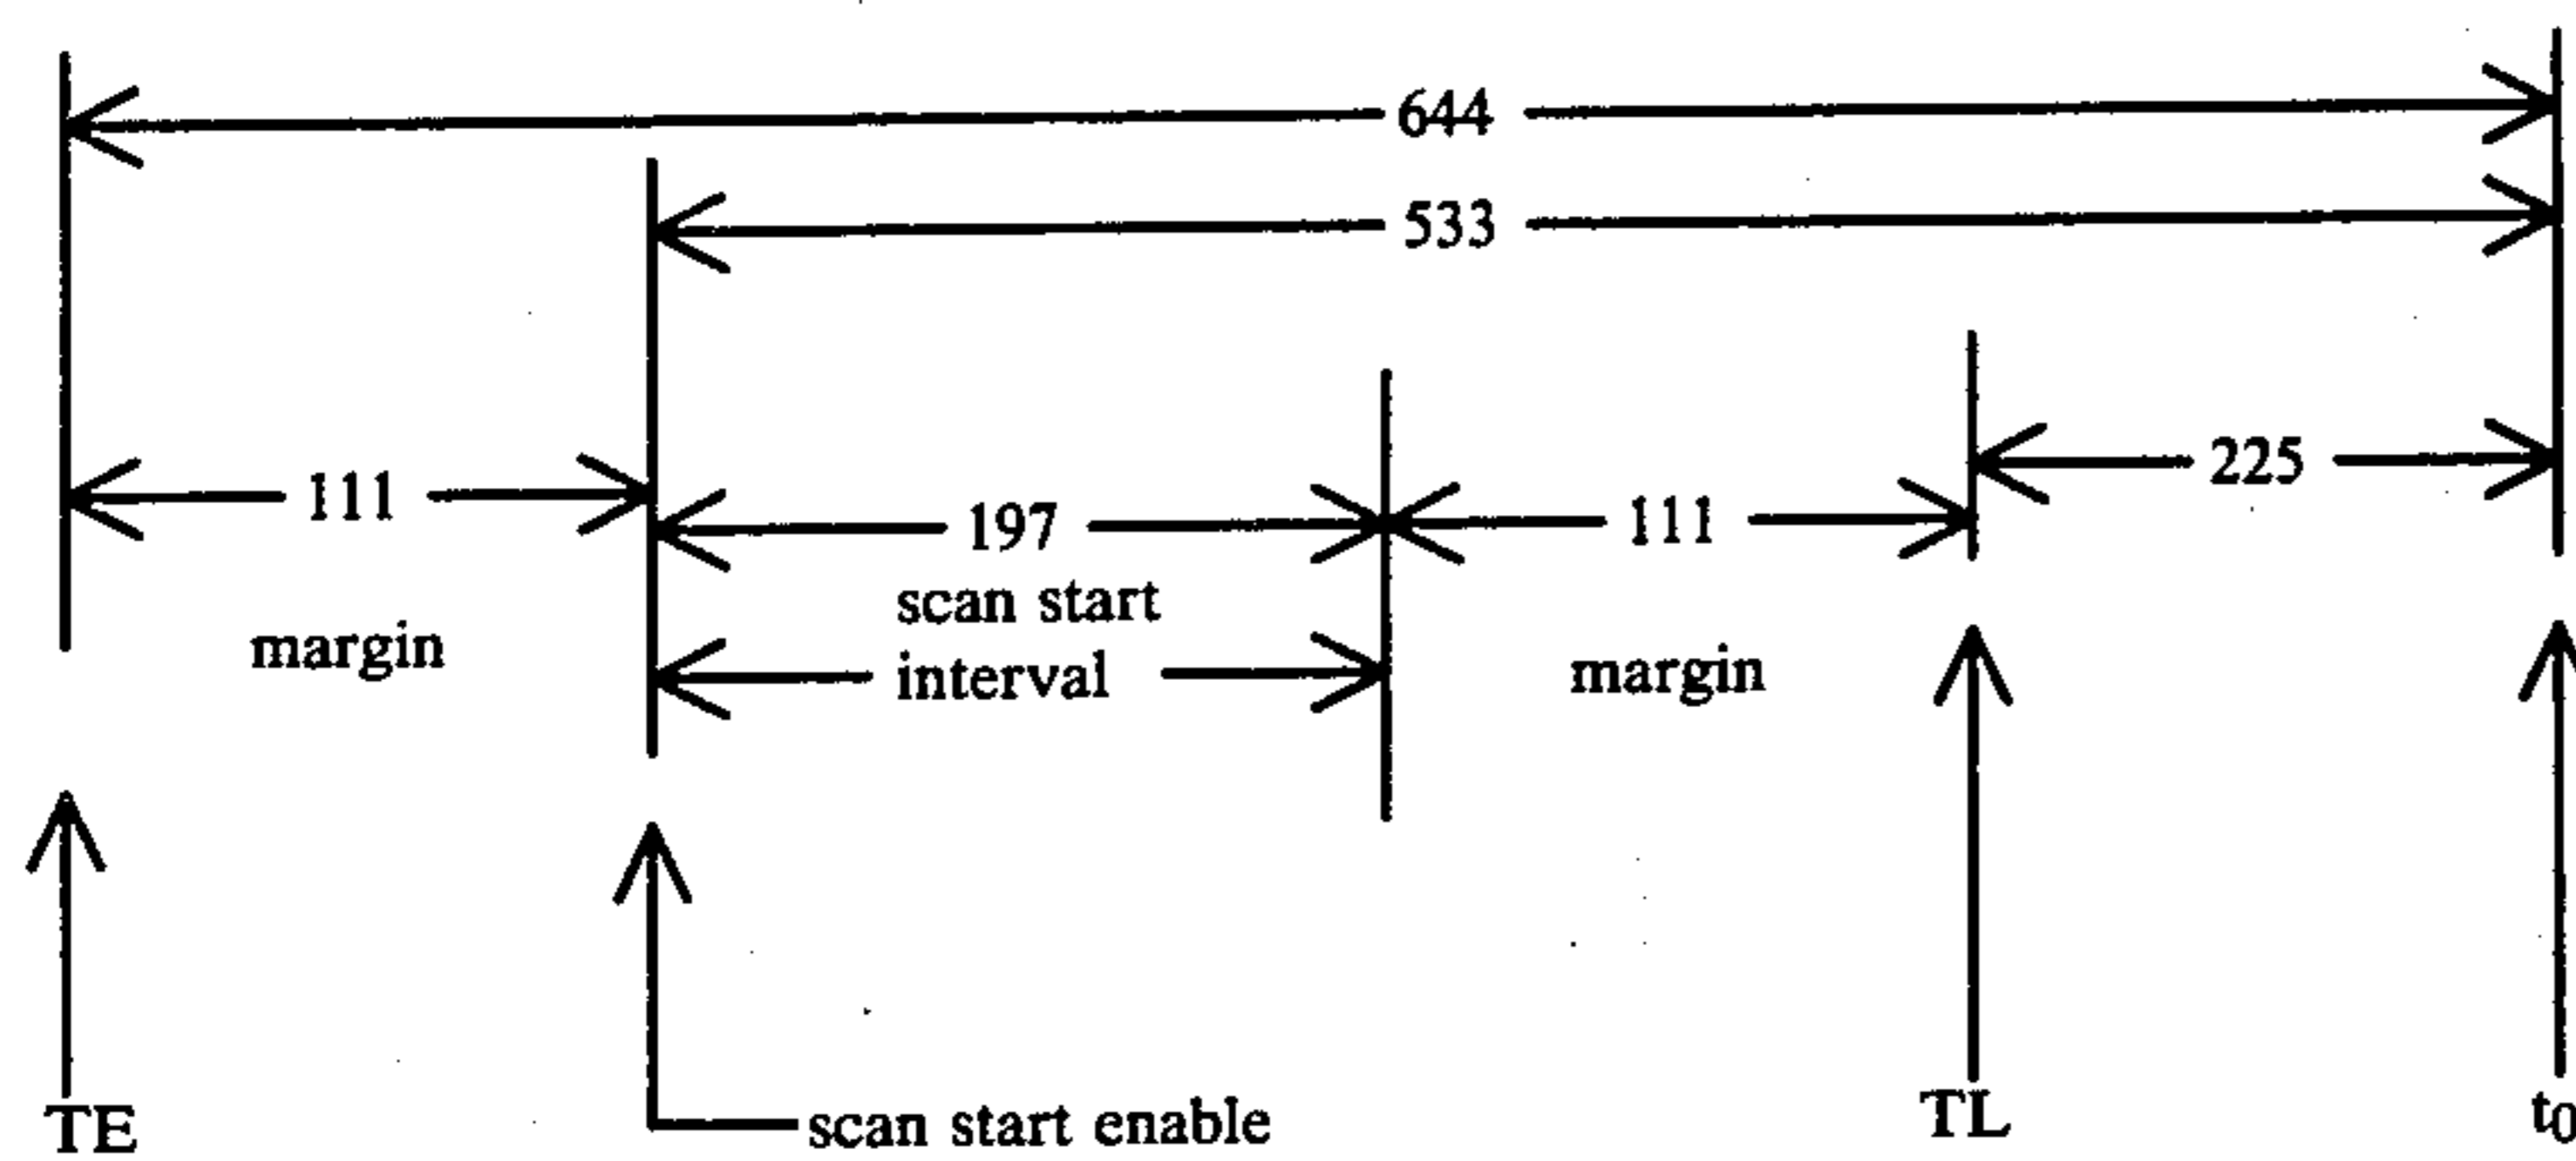 644
533
225
111
197
111
scan start
interval
margin
margin
TE
scan start enable
TL
t0